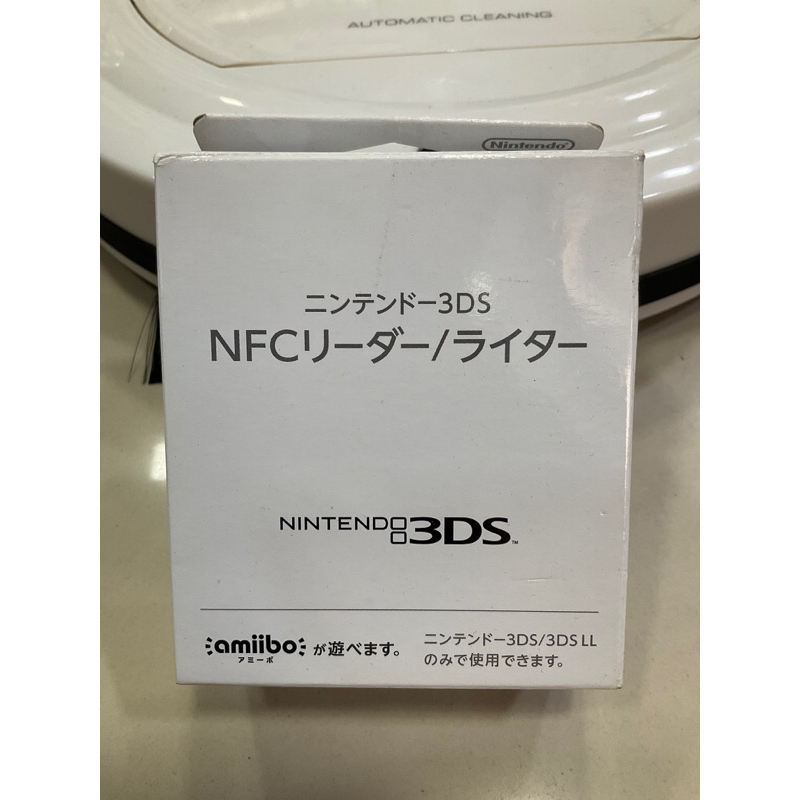 AUTOMATIC CLEANING
Nintendo
ニンテンドー3DS
NFCリーダー/ライター
NINTENDO 3DS™
amiibo が遊べます。
アミーボ
ニンテンドー3DS/3DS LL
のみで使用できます。